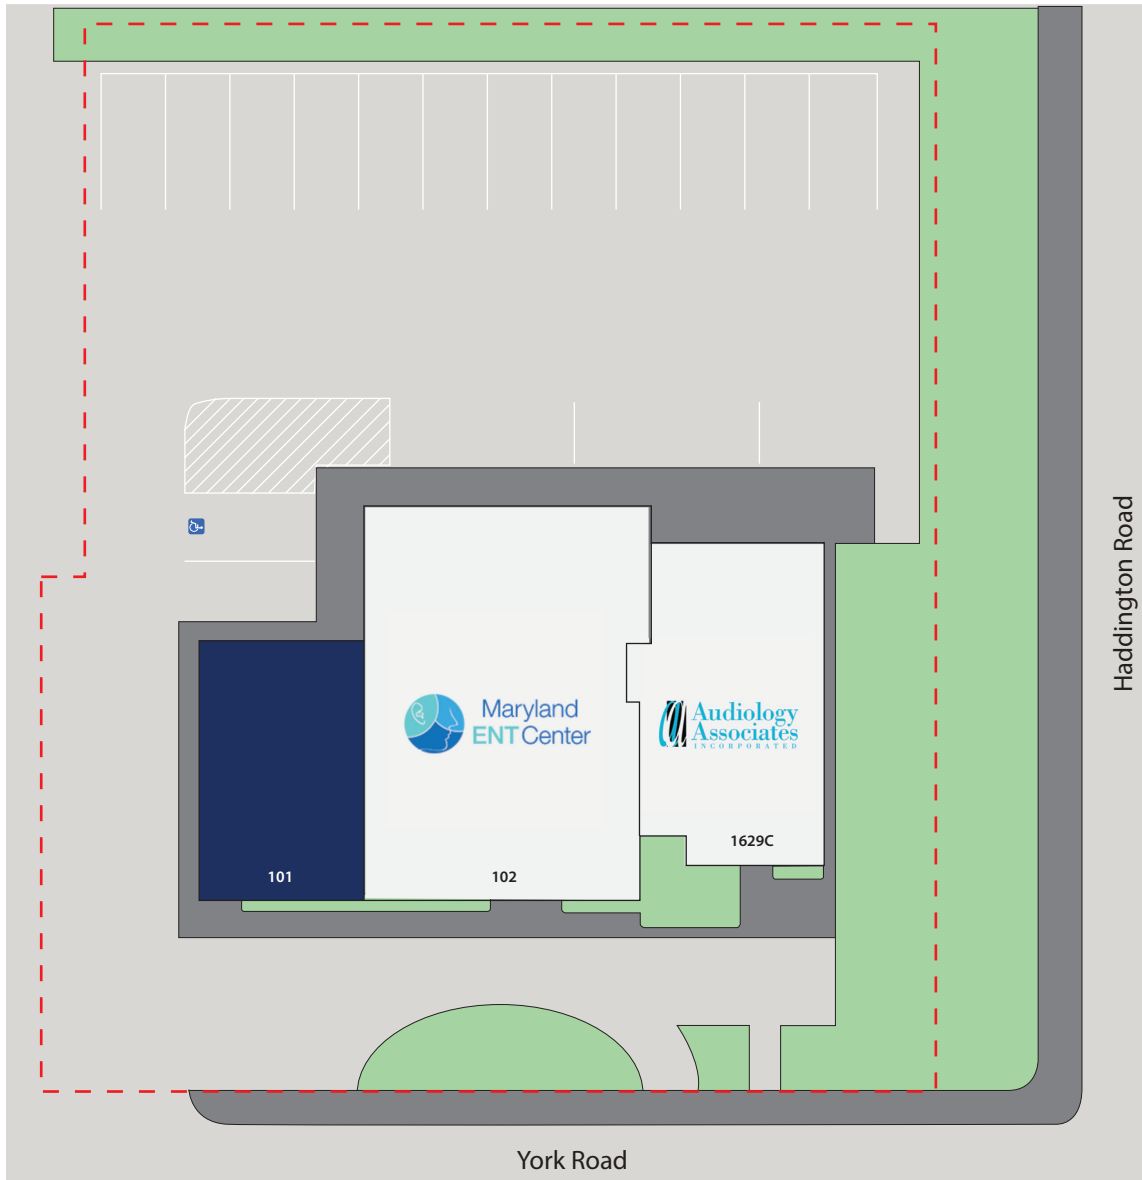 Haddington Road
Maryland
ENT Center
Audiology
Associates
INCORPORATED
1629C
101
102
York Road